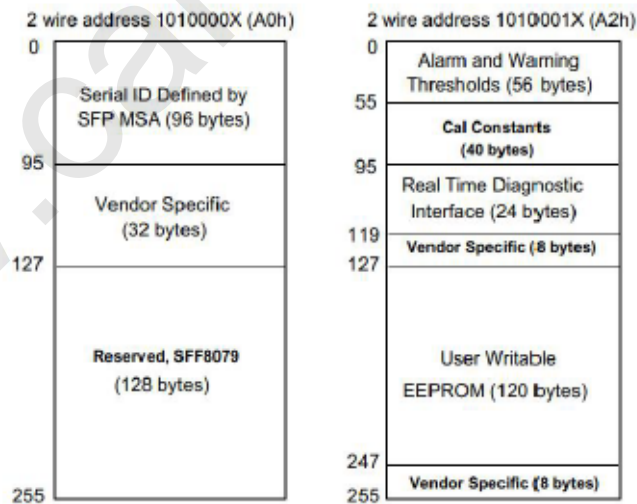 2 wire address 1010000X (A0h)
0
Serial ID Defined by
SFP MSA (96 bytes)
95
Vendor Specific
(32 bytes)
127
Reserved, SFF8079
(128 bytes)
255
2 wire address 1010001X (A2h)
0
Alarm and Warning
Thresholds (56 bytes)
55
Cal Constants
(40 bytes)
95
Real Time Diagnostic
Interface (24 bytes)
119
Vendor Specific (8 bytes)
127
User Writable
EEPROM (120 bytes)
247
Vendor Specific (8 bytes)
255